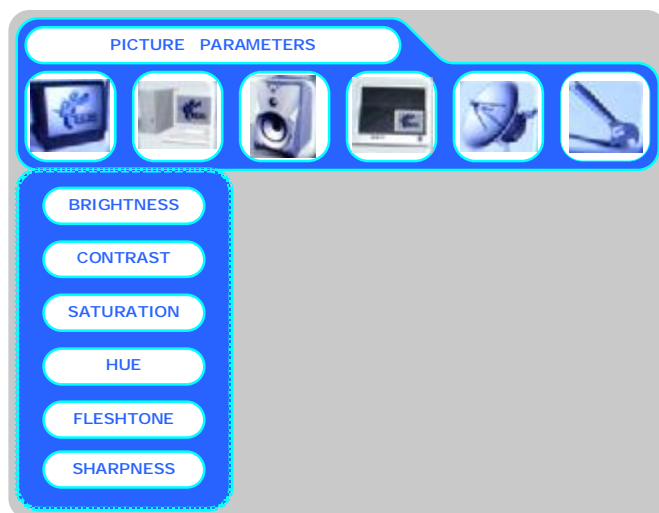 PICTURE PARAMETERS
BRIGHTNESS
CONTRAST
SATURATION
HUE
FLESHTONE
SHARPNESS